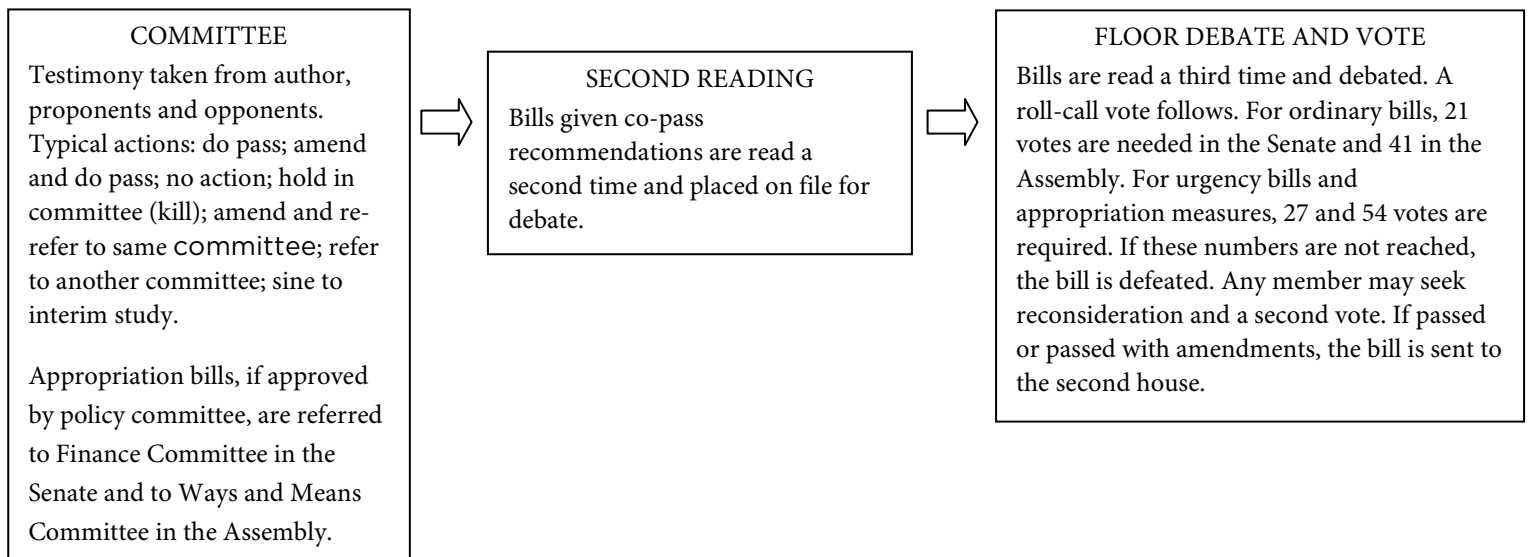 COMMITTEE
Testimony taken from author,
proponents and opponents.
Typical actions: do pass; amend
and do pass; no action; hold in
committee (kill); amend and re-
refer to same committee; refer
to another committee; sine to
interim study.
Appropriation bills, if approved
by policy committee, are referred
to Finance Committee in the
Senate and to Ways and Means
Committee in the Assembly.
SECOND READING
Bills given co-pass
recommendations are read a
second time and placed on file for
debate.
FLOOR DEBATE AND VOTE
Bills are read a third time and debated. A
roll-call vote follows. For ordinary bills, 21
votes are needed in the Senate and 41 in the
Assembly. For urgency bills and
appropriation measures, 27 and 54 votes are
required. If these numbers are not reached,
the bill is defeated. Any member may seek
reconsideration and a second vote. If passed
or passed with amendments, the bill is sent to
the second house.